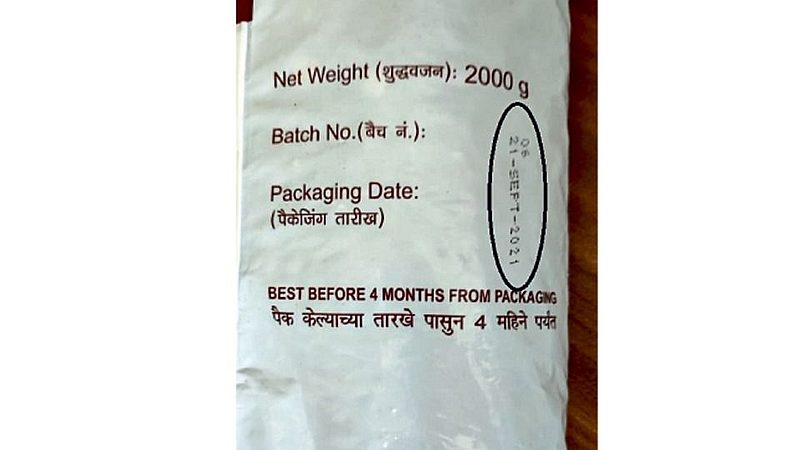 Net Weight (शुद्धवजन): 2000 g
Batch No.(बैच नं.):
06
21-SEPT-2021
Packaging Date:
(पैकेजिंग तारीख)
BEST BEFORE 4 MONTHS FROM PACKAGING
पैक केल्याच्या तारखे पासुन 4 महिने पर्यंत